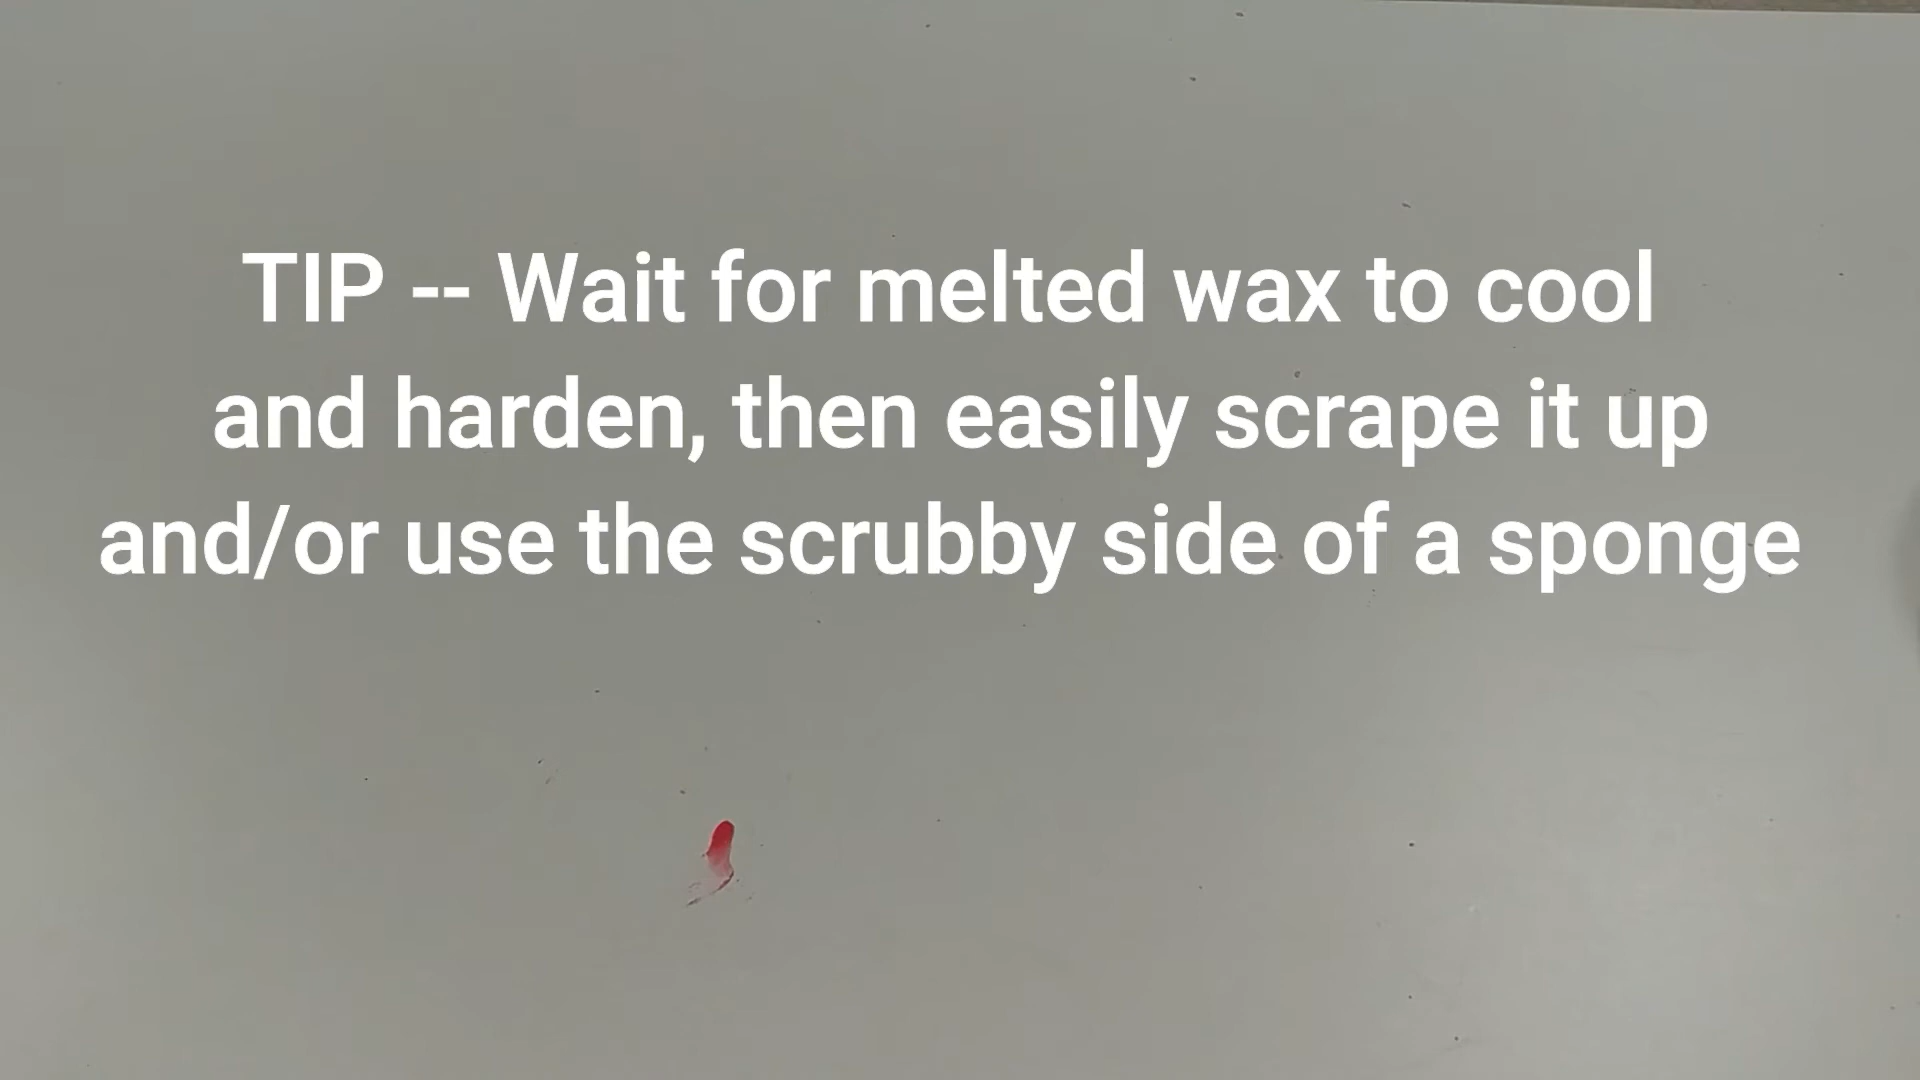 TIP -- Wait for melted wax to cool
and harden, then easily scrape it up
and/or use the scrubby side of a sponge